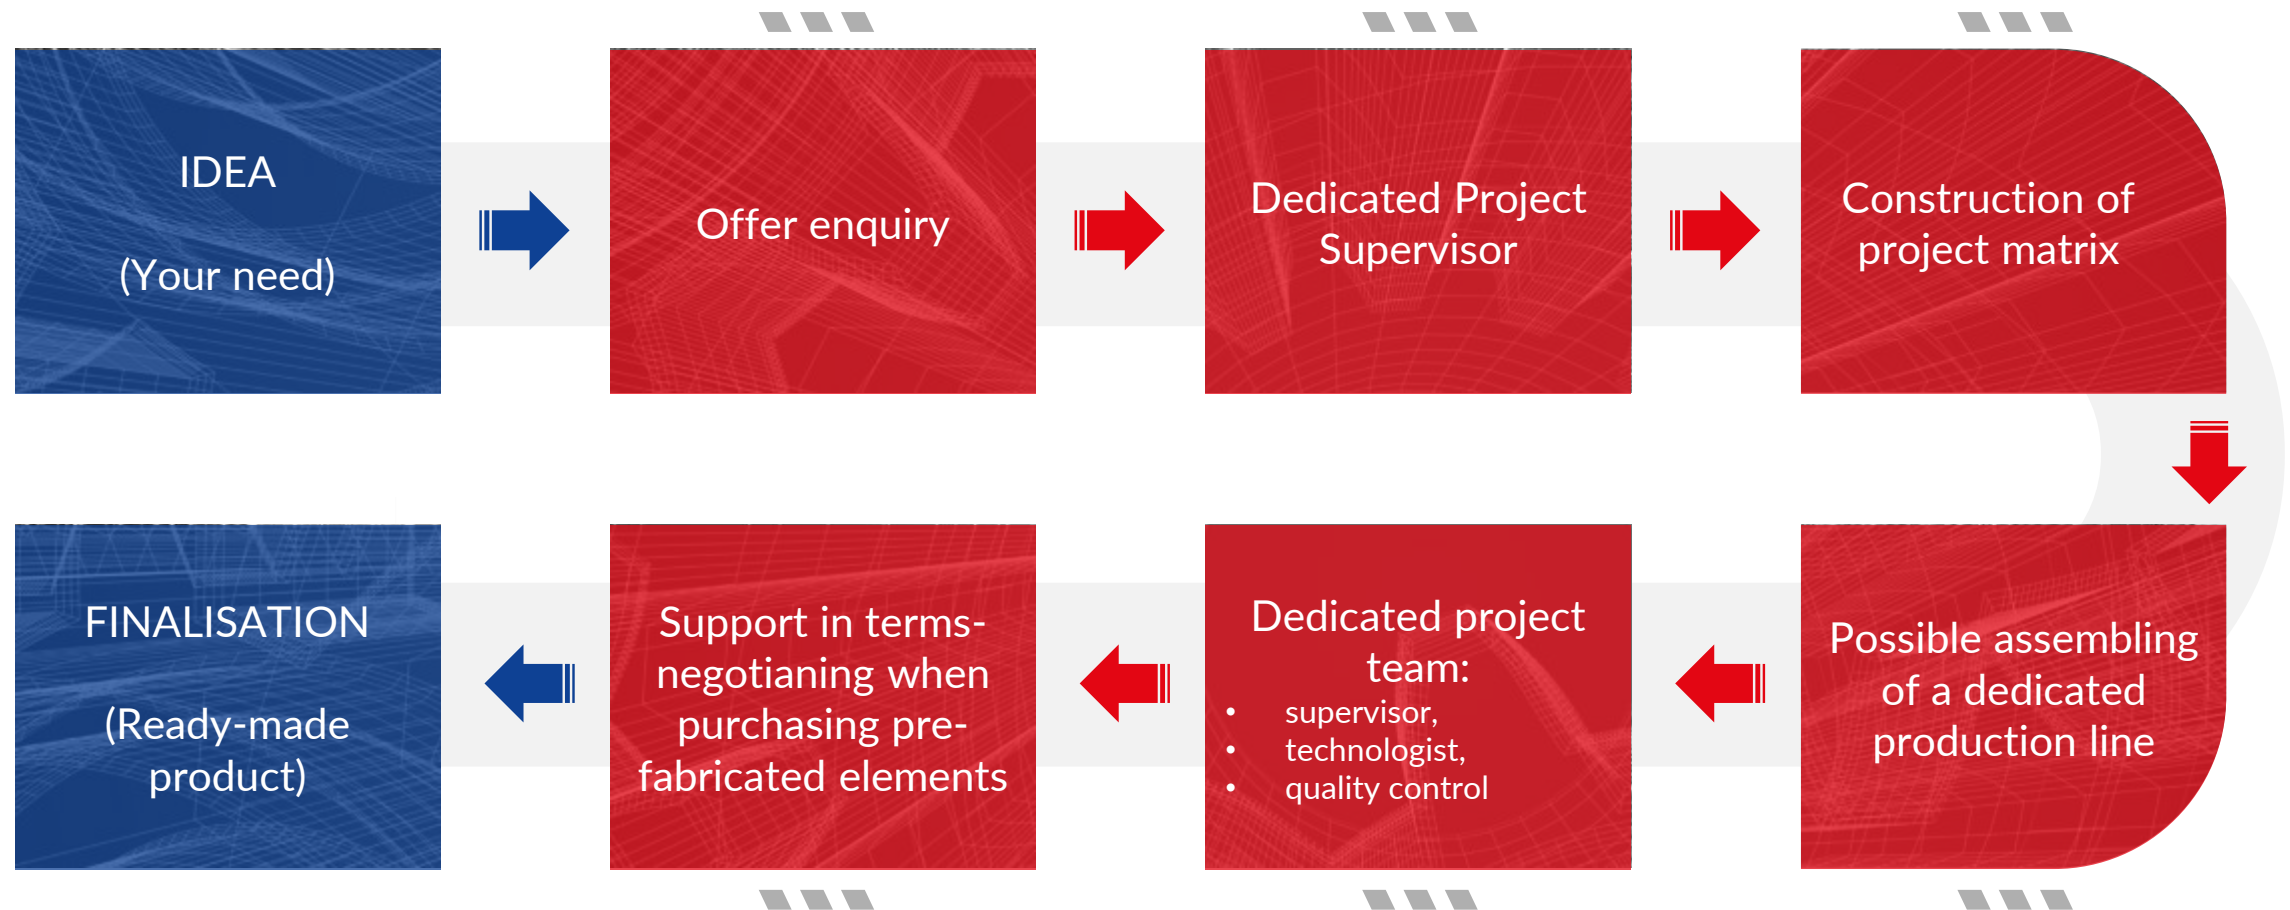 IDEA
(Your need)
Offer enquiry
Dedicated Project
Supervisor
Construction of
project matrix
Possible assembling
of a dedicated
production line
Dedicated project
team:
• supervisor,
• technologist,
• quality control
Support in terms-
negotianing when
purchasing pre-
fabricated elements
FINALISATION
(Ready-made
product)